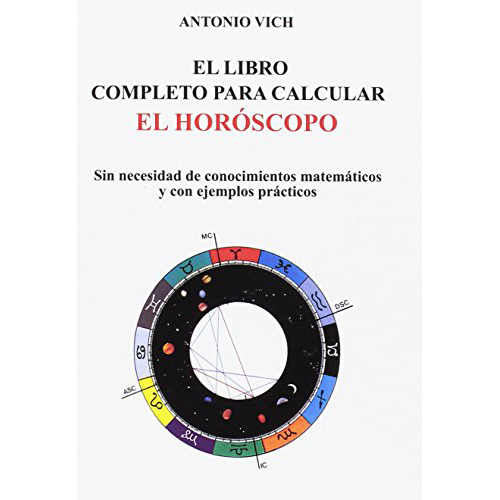 ANTONIO VICH
EL LIBRO
COMPLETO PARA CALCULAR
EL HORÓSCOPO
Sin necesidad de conocimientos matemáticos
y con ejemplos prácticos
MC
DSC
ASC
IC